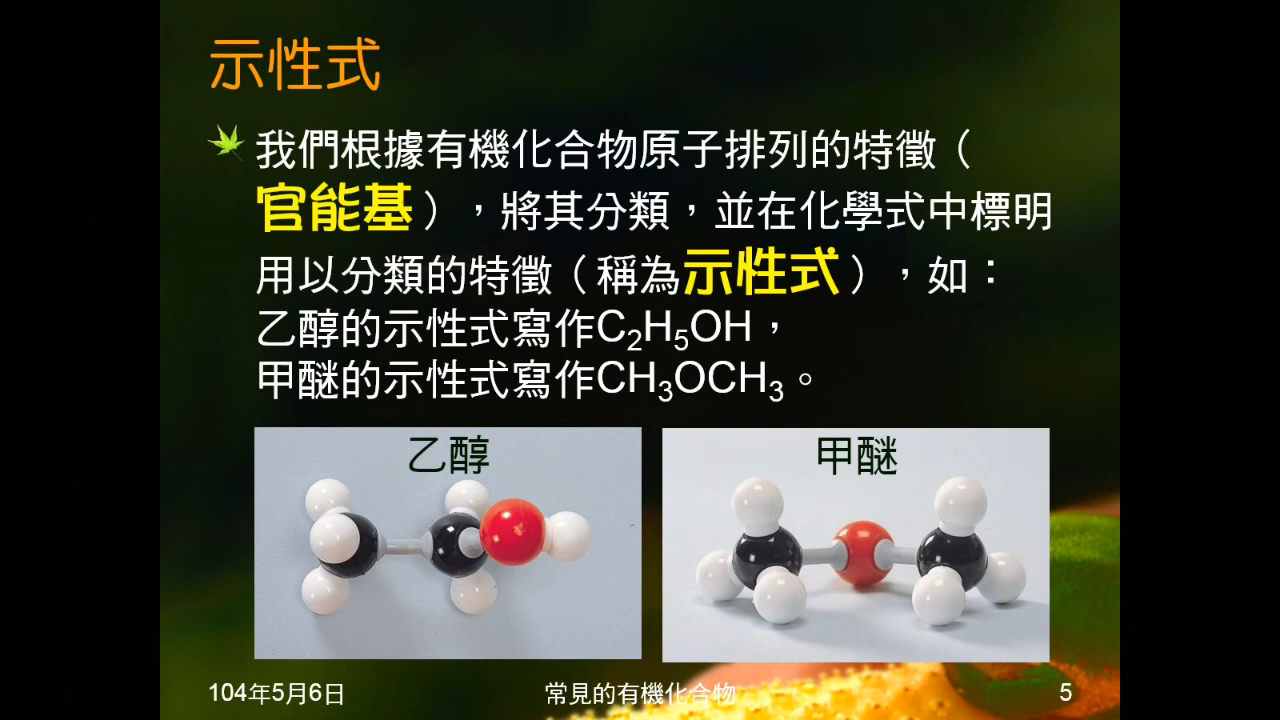 示性式
我們根據有機化合物原子排列的特徵（
官能基），將其分類，並在化學式中標明
用以分類的特徵（稱為示性式），如：
乙醇的示性式寫作C₂H₅OH，
甲醚的示性式寫作CH₃OCH₃。
乙醇
甲醚
104年5月6日
常見的有機化合物
5